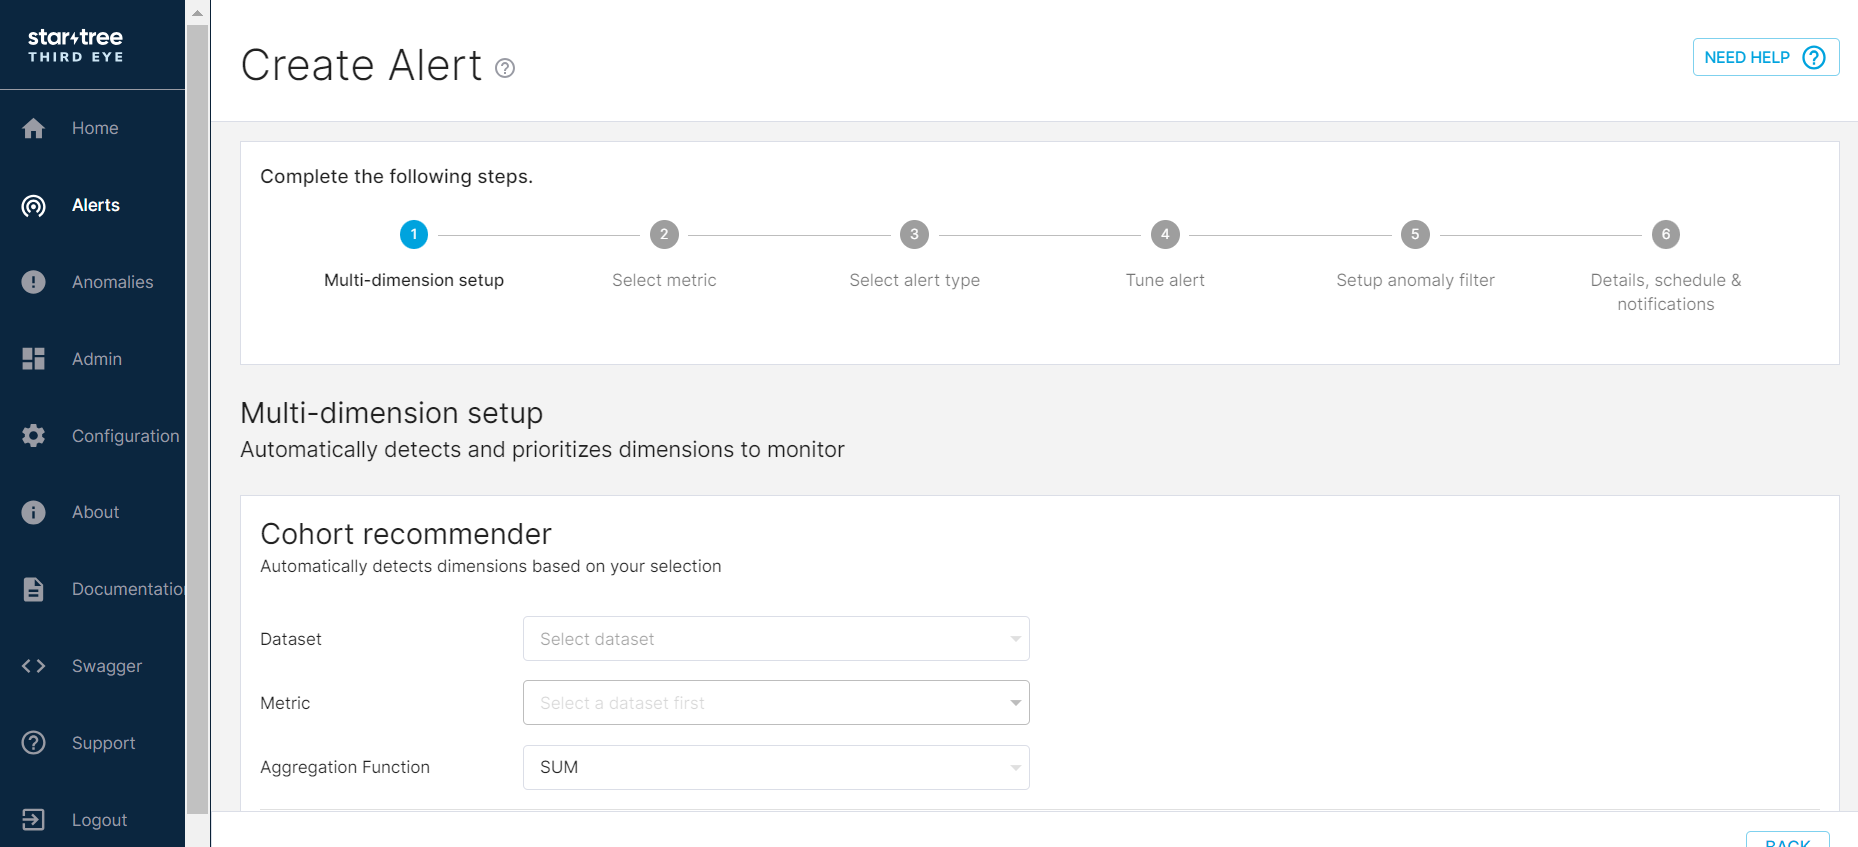 star tree
THIRD EYE
Home
Alerts
Anomalies
Admin
Configuration
About
Documentation
Swagger
Support
Logout
Create Alert
NEED HELP
Complete the following steps.
1
2
3
4
5
6
Multi-dimension setup
Select metric
Select alert type
Tune alert
Setup anomaly filter
Details, schedule &
notifications
Multi-dimension setup
Automatically detects and prioritizes dimensions to monitor
Cohort recommender
Automatically detects dimensions based on your selection
Dataset
Select dataset
Metric
Select a dataset first
Aggregation Function
SUM
BACK